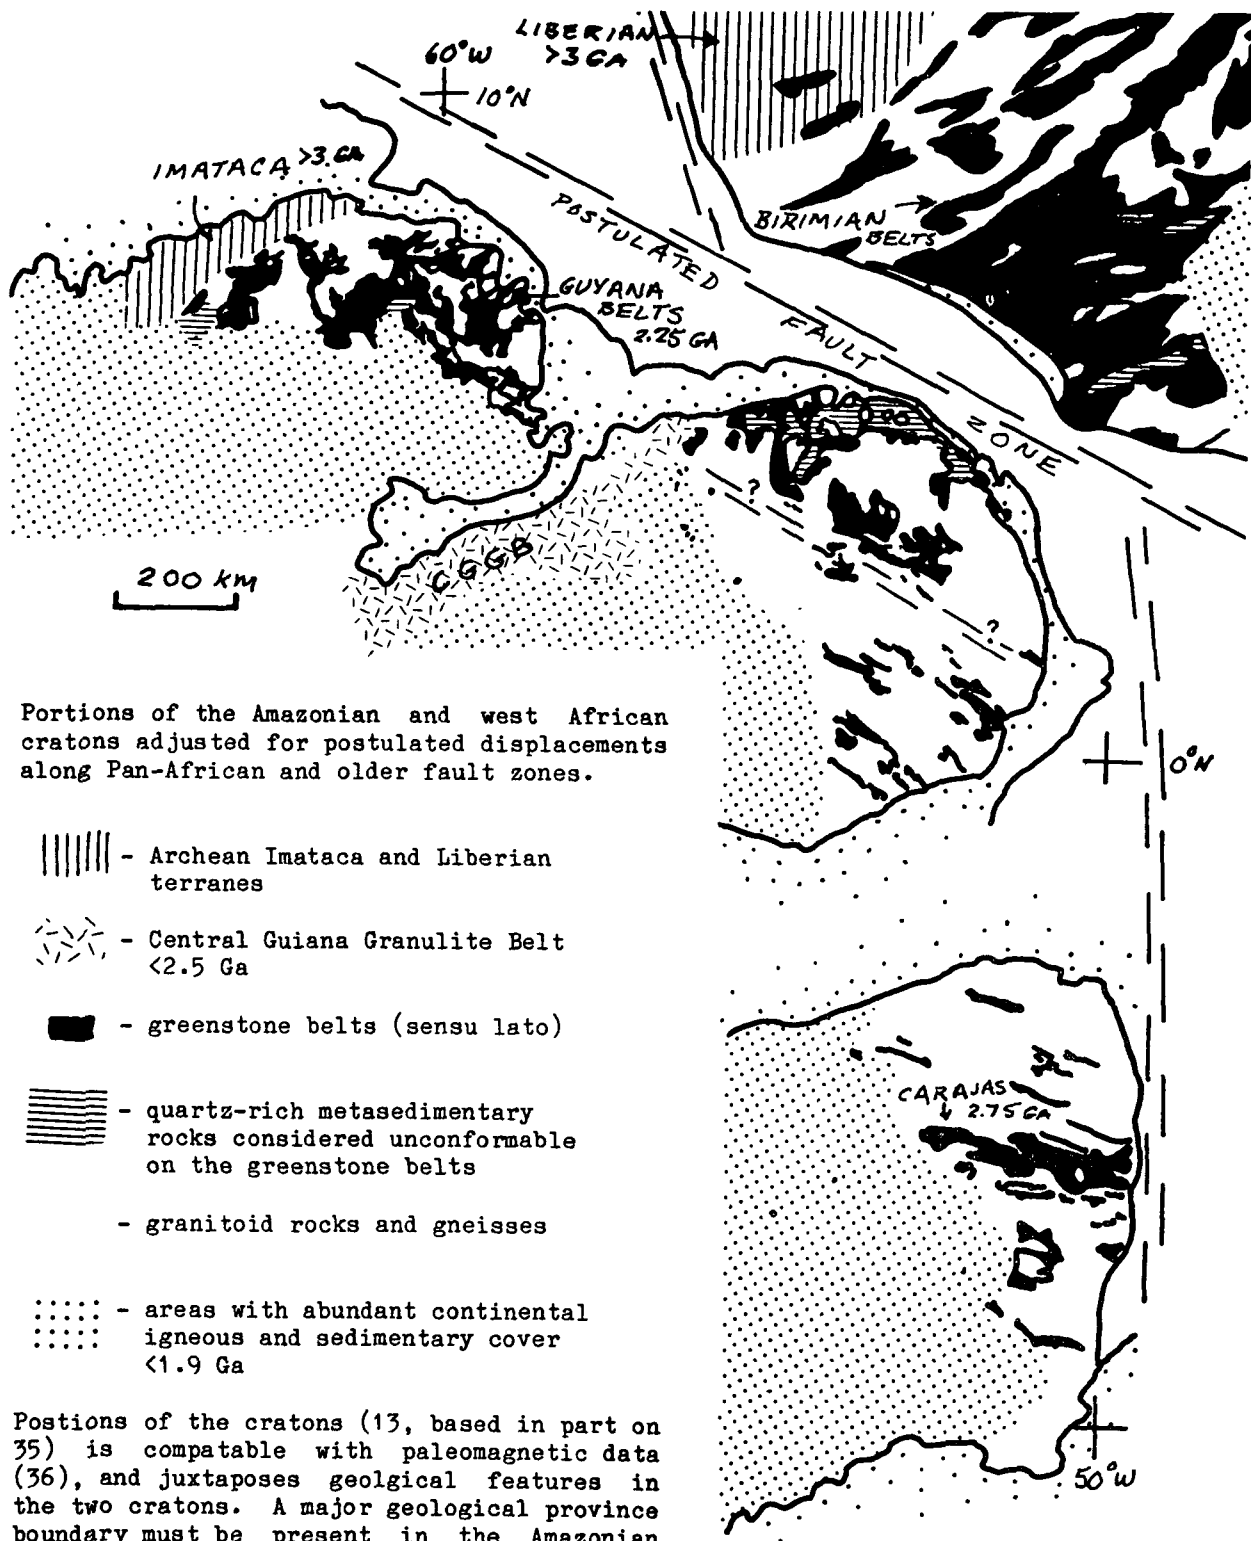 LIBERIAN
>3 GA
60°W
10°N
IMATACA >3 GA
POSTULATED FAULT ZONE
BIRIMIAN
BELTS
GUYANA
BELTS
2.25 GA
?
CGGB
200 km
?
Portions of the Amazonian and west African
cratons adjusted for postulated displacements
along Pan-African and older fault zones.
0°N
- Archean Imataca and Liberian
terranes
- Central Guiana Granulite Belt
<2.5 Ga
- greenstone belts (sensu lato)
CARAJAS
2.75 GA
- quartz-rich metasedimentary
rocks considered unconformable
on the greenstone belts
- granitoid rocks and gneisses
- areas with abundant continental
igneous and sedimentary cover
<1.9 Ga
Postions of the cratons (13, based in part on
35) is compatable with paleomagnetic data
(36), and juxtaposes geolgical features in
the two cratons. A major geological province
boundary must be present in the Amazonian
50°W